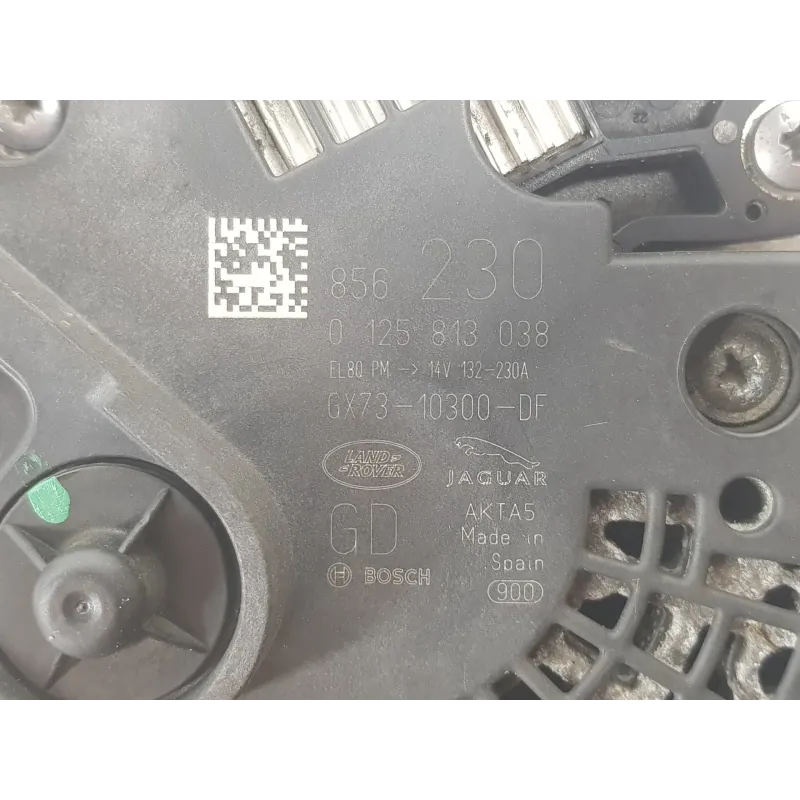 856 230
0 125 813 038
EL8Q PM -> 14V 132-230A
GX73-10300-DF
LAND ROVER
JAGUAR
GD
AKTA5
Made in
Spain
H BOSCH
900